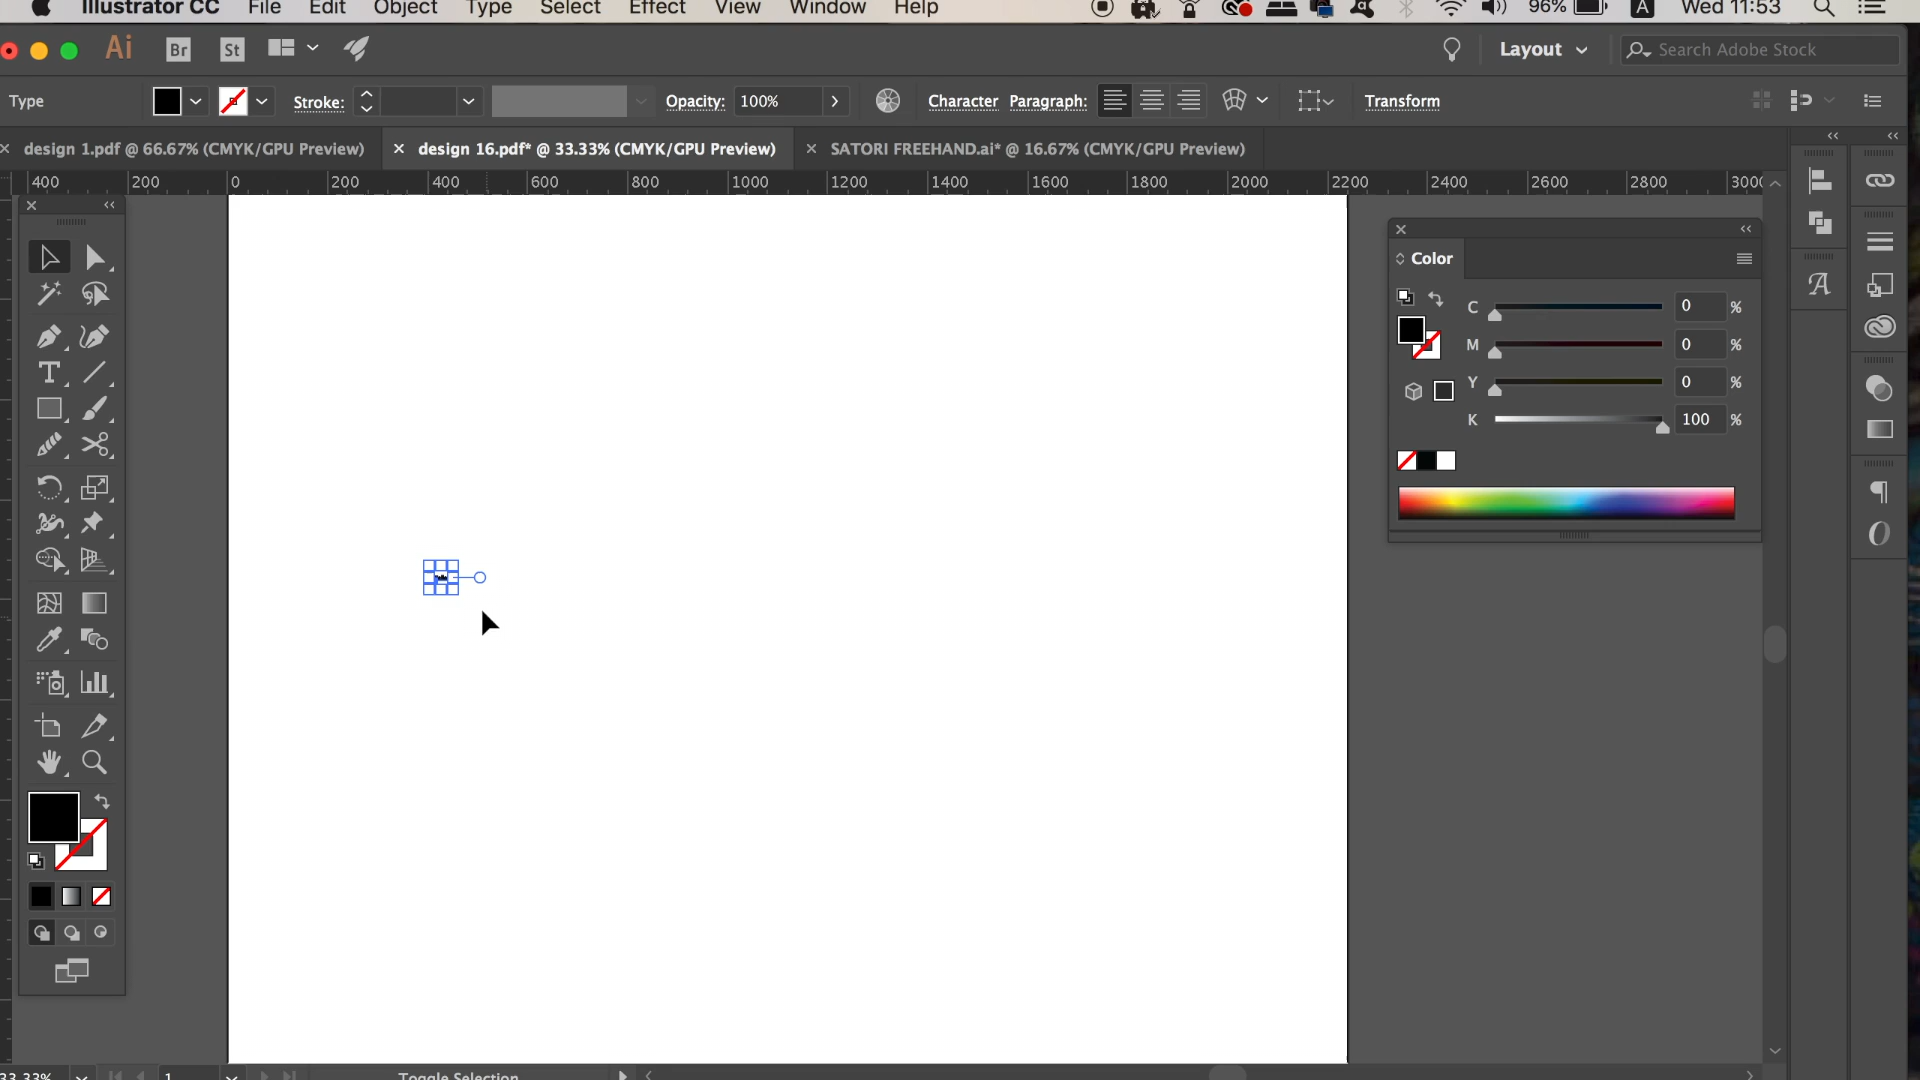 Illustrator CC File Edit Object Type Select Effect View Window Help 96% A Wed 11:53
Ai Br St Layout Search Adobe Stock
Type Stroke: Opacity: 100% Character Paragraph: Transform
design 1.pdf @ 66.67% (CMYK/GPU Preview) design 16.pdf* @ 33.33% (CMYK/GPU Preview) SATORI FREEHAND.ai* @ 16.67% (CMYK/GPU Preview)
400 200 0 200 400 600 800 1000 1200 1400 1600 1800 2000 2200 2400 2600 2800 3000
Color
C 0 %
M 0 %
Y 0 %
K 100 %
33.33% 1 Toggle Selection